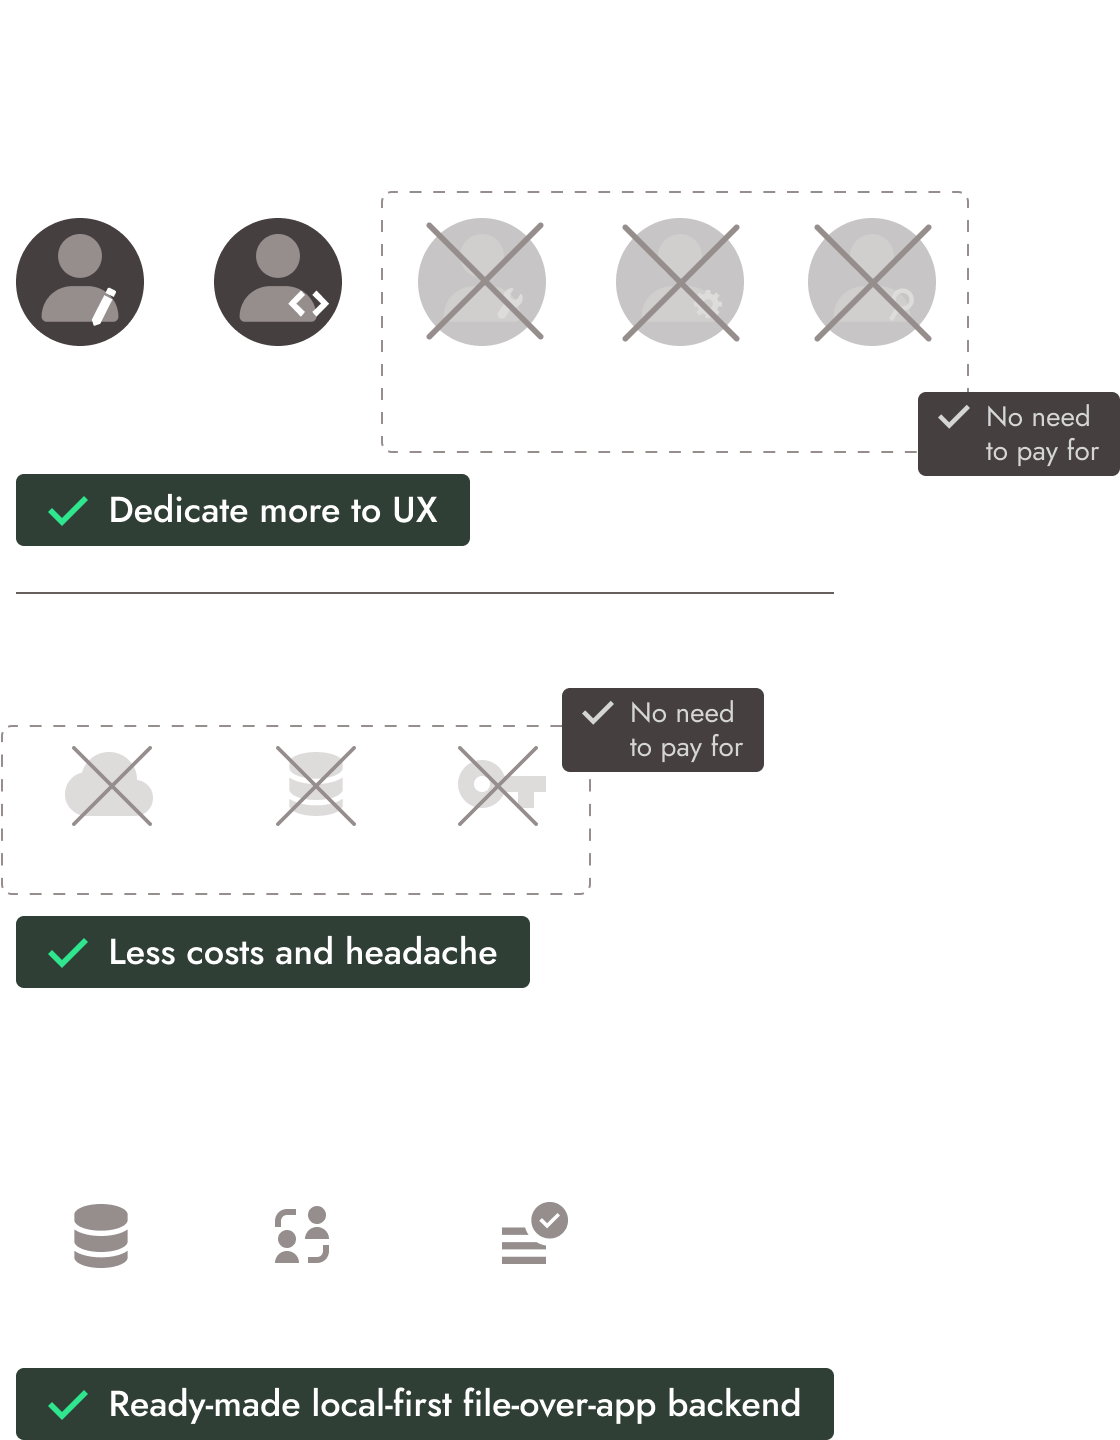 No need
to pay for
Dedicate more to UX
No need
to pay for
Less costs and headache
Ready-made local-first file-over-app backend